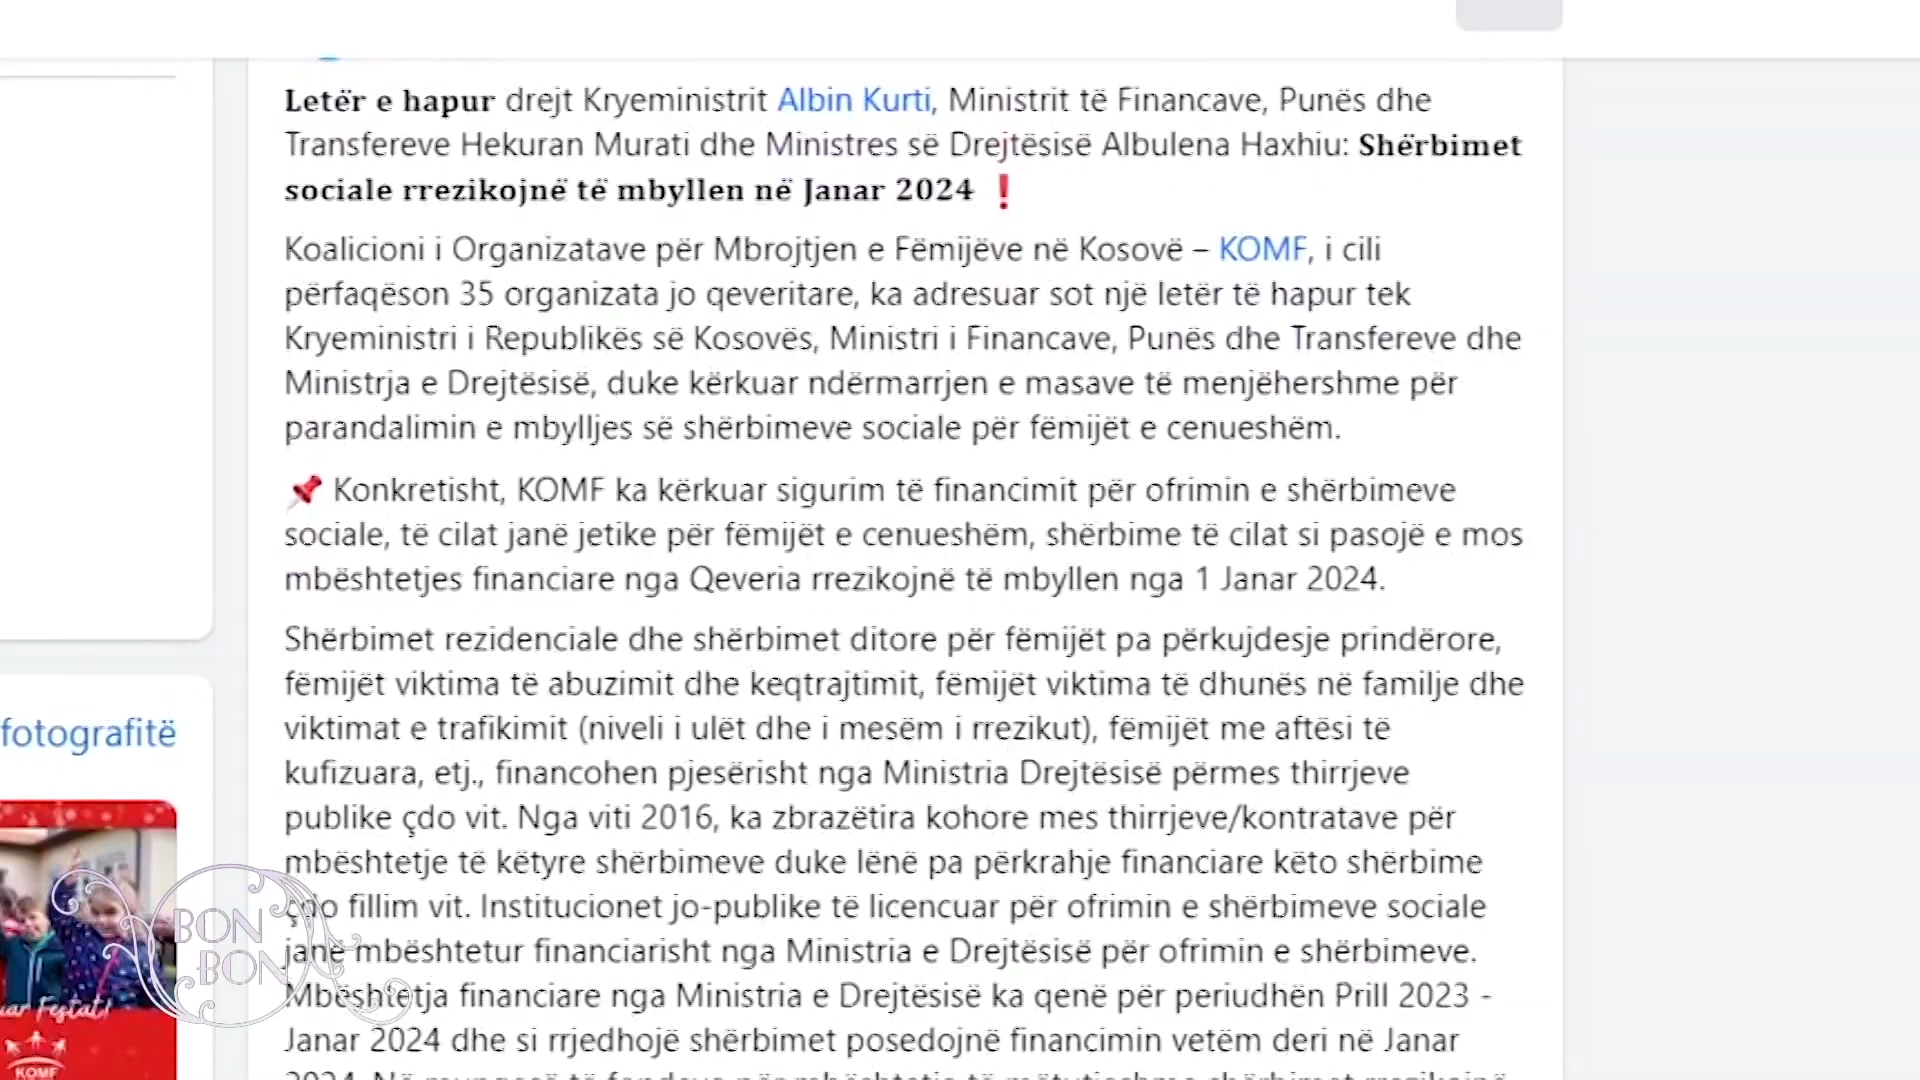 Letër e hapur drejt Kryeministrit Albin Kurti, Ministrit të Financave, Punës dhe
Transfereve Hekuran Murati dhe Ministres së Drejtësisë Albulena Haxhiu: Shërbimet
sociale rrezikojnë të mbyllen në Janar 2024 ❗
Koalicioni i Organizatave për Mbrojtjen e Fëmijëve në Kosovë – KOMF, i cili
përfaqëson 35 organizata jo qeveritare, ka adresuar sot një letër të hapur tek
Kryeministri i Republikës së Kosovës, Ministri i Financave, Punës dhe Transfereve dhe
Ministrja e Drejtësisë, duke kërkuar ndërmarrjen e masave të menjëhershme për
parandalimin e mbylljes së shërbimeve sociale për fëmijët e cenueshëm.
📌 Konkretisht, KOMF ka kërkuar sigurim të financimit për ofrimin e shërbimeve
sociale, të cilat janë jetike për fëmijët e cenueshëm, shërbime të cilat si pasojë e mos
mbështetjes financiare nga Qeveria rrezikojnë të mbyllen nga 1 Janar 2024.
Shërbimet rezidenciale dhe shërbimet ditore për fëmijët pa përkujdesje prindërore,
fëmijët viktima të abuzimit dhe keqtrajtimit, fëmijët viktima të dhunës në familje dhe
viktimat e trafikimit (niveli i ulët dhe i mesëm i rrezikut), fëmijët me aftësi të
kufizuara, etj., financohen pjesërisht nga Ministria Drejtësisë përmes thirrjeve
publike çdo vit. Nga viti 2016, ka zbrazëtira kohore mes thirrjeve/kontratave për
mbështetje të këtyre shërbimeve duke lënë pa përkrahje financiare këto shërbime
çdo fillim vit. Institucionet jo-publike të licencuar për ofrimin e shërbimeve sociale
janë mbështetur financiarisht nga Ministria e Drejtësisë për ofrimin e shërbimeve.
Mbështetja financiare nga Ministria e Drejtësisë ka qenë për periudhën Prill 2023 -
Janar 2024 dhe si rrjedhojë shërbimet posedojnë financimin vetëm deri në Janar
fotografitë
Festat!
KOMF
BON
BON